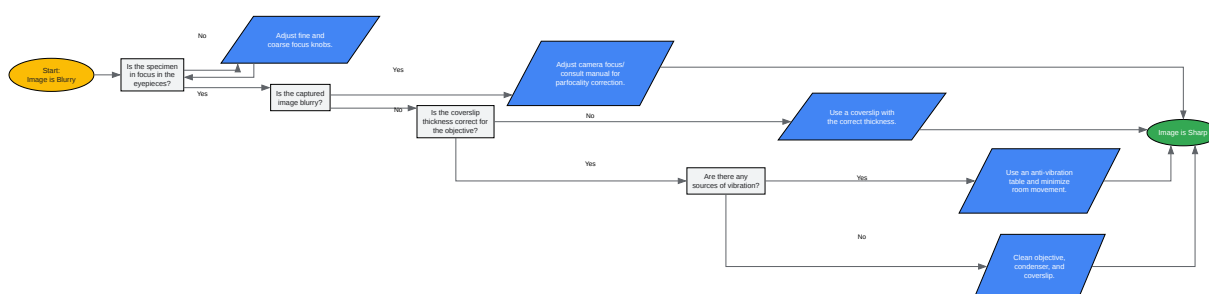 Start:
Image is Blurry
Is the specimen
in focus in the
eyepieces?
No
Adjust fine and
coarse focus knobs.
Yes
Is the captured
image blurry?
Yes
Adjust camera focus/
consult manual for
parfocality correction.
No
Is the coverslip
thickness correct for
the objective?
No
Use a coverslip with
the correct thickness.
Yes
Are there any
sources of vibration?
Yes
Use an anti-vibration
table and minimize
room movement.
No
Clean objective,
condenser, and
coverslip.
Image is Sharp